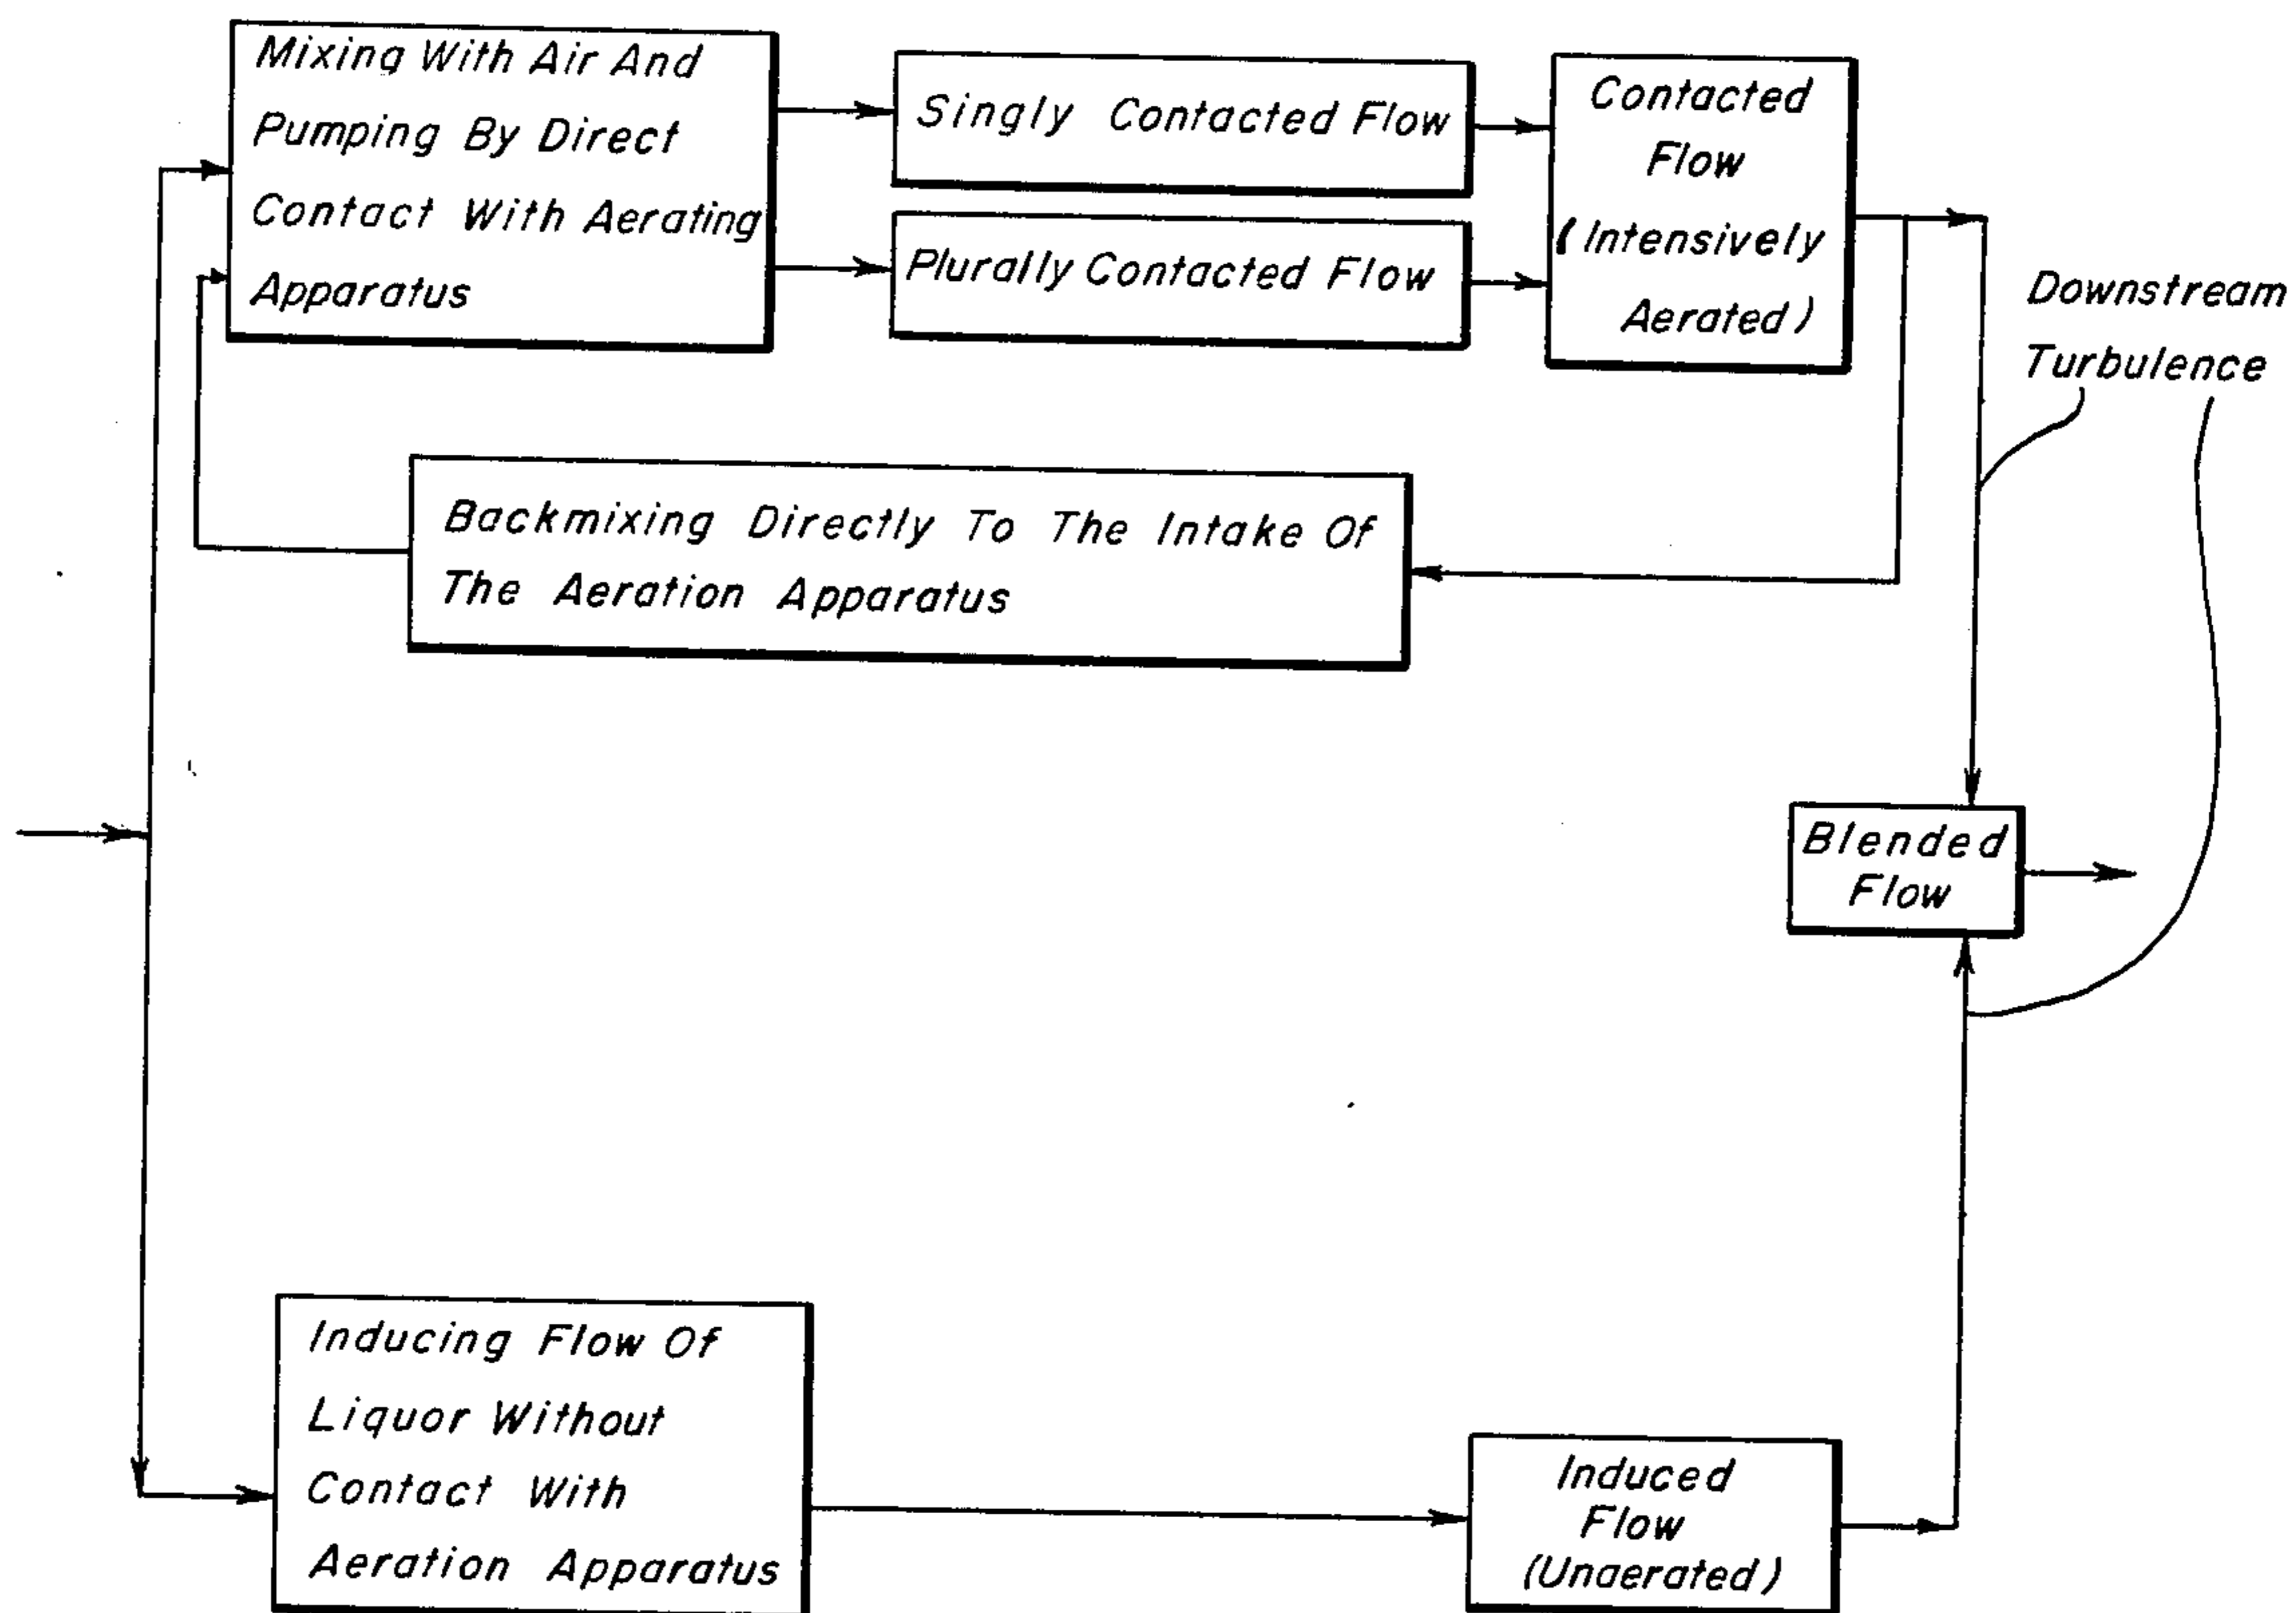 Mixing With Air And
Pumping By Direct
Contact With Aerating
Apparatus
Singly Contacted Flow
Plurally Contacted Flow
Contacted
Flow
(Intensively
Aerated)
Downstream
Turbulence
Backmixing Directly To The Intake Of
The Aeration Apparatus
Blended
Flow
Inducing Flow Of
Liquor Without
Contact With
Aeration Apparatus
Induced
Flow
(Unaerated)